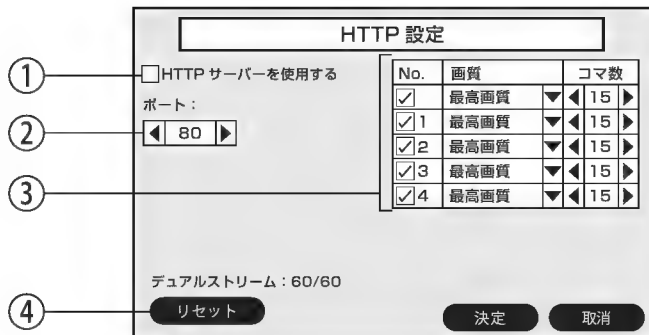 HTTP 設定
① □HTTP サーバーを使用する
ポート：
② 80
③
No. 画質 コマ数
✓ 最高画質 ▼ ◀ 15 ▶
✓1 最高画質 ▼ ◀ 15 ▶
✓2 最高画質 ▼ ◀ 15 ▶
✓3 最高画質 ▼ ◀ 15 ▶
✓4 最高画質 ▼ ◀ 15 ▶
デュアルストリーム：60/60
④ リセット 決定 取消